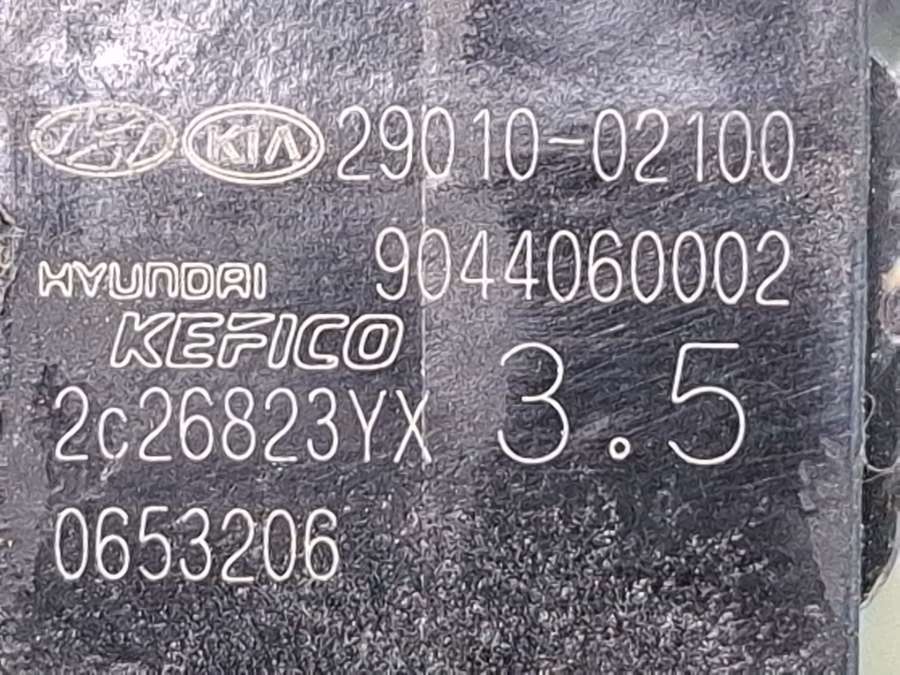 KIA 29010-02100
HYUNDAI 9044060002
KEFICO
2c26823YX 3.5
0653206